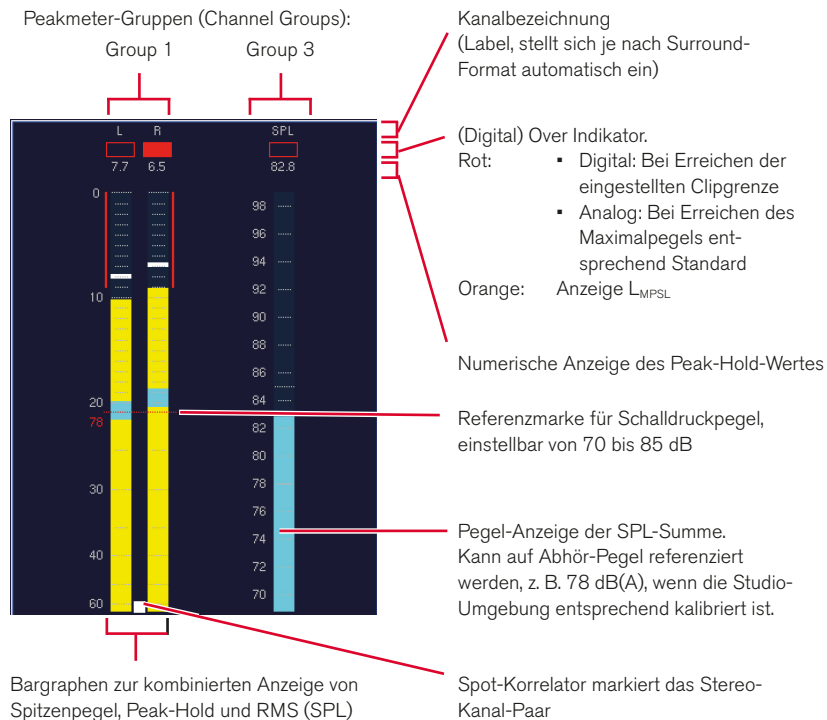 Peakmeter-Gruppen (Channel Groups):
Group 1
Group 3
Kanalbezeichnung
(Label, stellt sich je nach Surround-
Format automatisch ein)
(Digital) Over Indikator.
Rot: ▪ Digital: Bei Erreichen der
eingestellten Clipgrenze
▪ Analog: Bei Erreichen des
Maximalpegels ent-
sprechend Standard
Orange: Anzeige LMPSL
Numerische Anzeige des Peak-Hold-Wertes
Referenzmarke für Schalldruckpegel,
einstellbar von 70 bis 85 dB
Pegel-Anzeige der SPL-Summe.
Kann auf Abhör-Pegel referenziert
werden, z. B. 78 dB(A), wenn die Studio-
Umgebung entsprechend kalibriert ist.
L R SPL
7.7 6.5 82.8
0
10
20
78
30
40
60
98
96
94
92
90
88
86
84
82
80
78
76
74
72
70
Bargraphen zur kombinierten Anzeige von
Spitzenpegel, Peak-Hold und RMS (SPL)
Spot-Korrelator markiert das Stereo-
Kanal-Paar